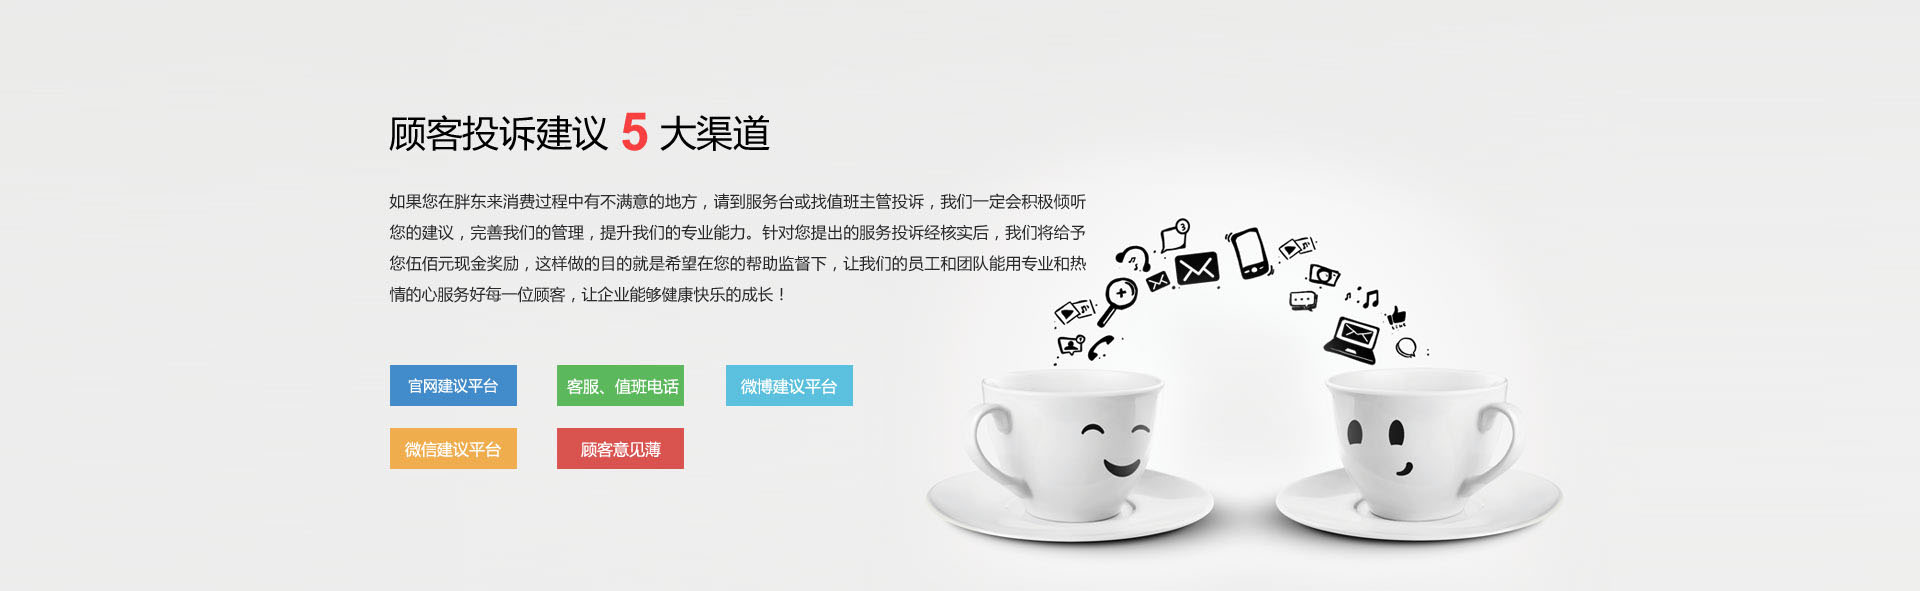 顾客投诉建议 5 大渠道
如果您在胖东来消费过程中有不满意的地方，请到服务台或找值班主管投诉，我们一定会积极倾听
您的建议，完善我们的管理，提升我们的专业能力。针对您提出的服务投诉经核实后，我们将给予
您伍佰元现金奖励，这样做的目的就是希望在您的帮助监督下，让我们的员工和团队能用专业和热
情的心服务好每一位顾客，让企业能够健康快乐的成长！
官网建议平台
客服、值班电话
微博建议平台
微信建议平台
顾客意见薄
3
LIKE